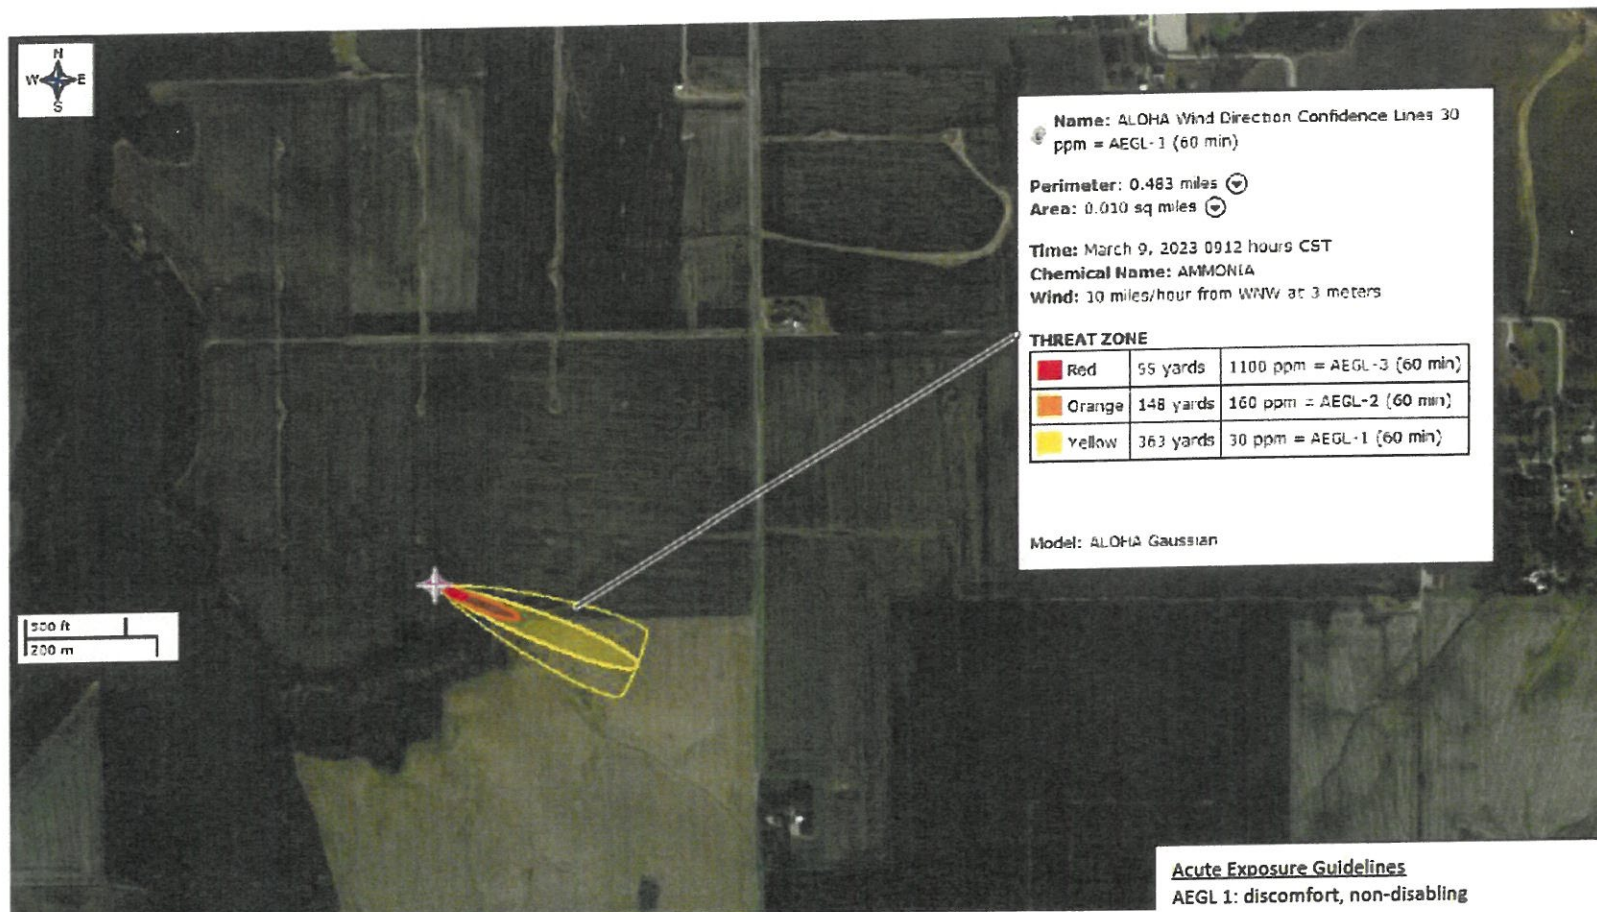 N
W E
S
Name: ALOHA Wind Direction Confidence Lines 30
ppm = AEGL-1 (60 min)
Perimeter: 0.483 miles
Area: 0.010 sq miles
Time: March 9, 2023 0912 hours CST
Chemical Name: AMMONIA
Wind: 10 miles/hour from WNW at 3 meters
THREAT ZONE
Red 55 yards 1100 ppm = AEGL-3 (60 min)
Orange 148 yards 160 ppm = AEGL-2 (60 min)
Yellow 363 yards 30 ppm = AEGL-1 (60 min)
Model: ALOHA Gaussian
500 ft
200 m
Acute Exposure Guidelines
AEGL 1: discomfort, non-disabling